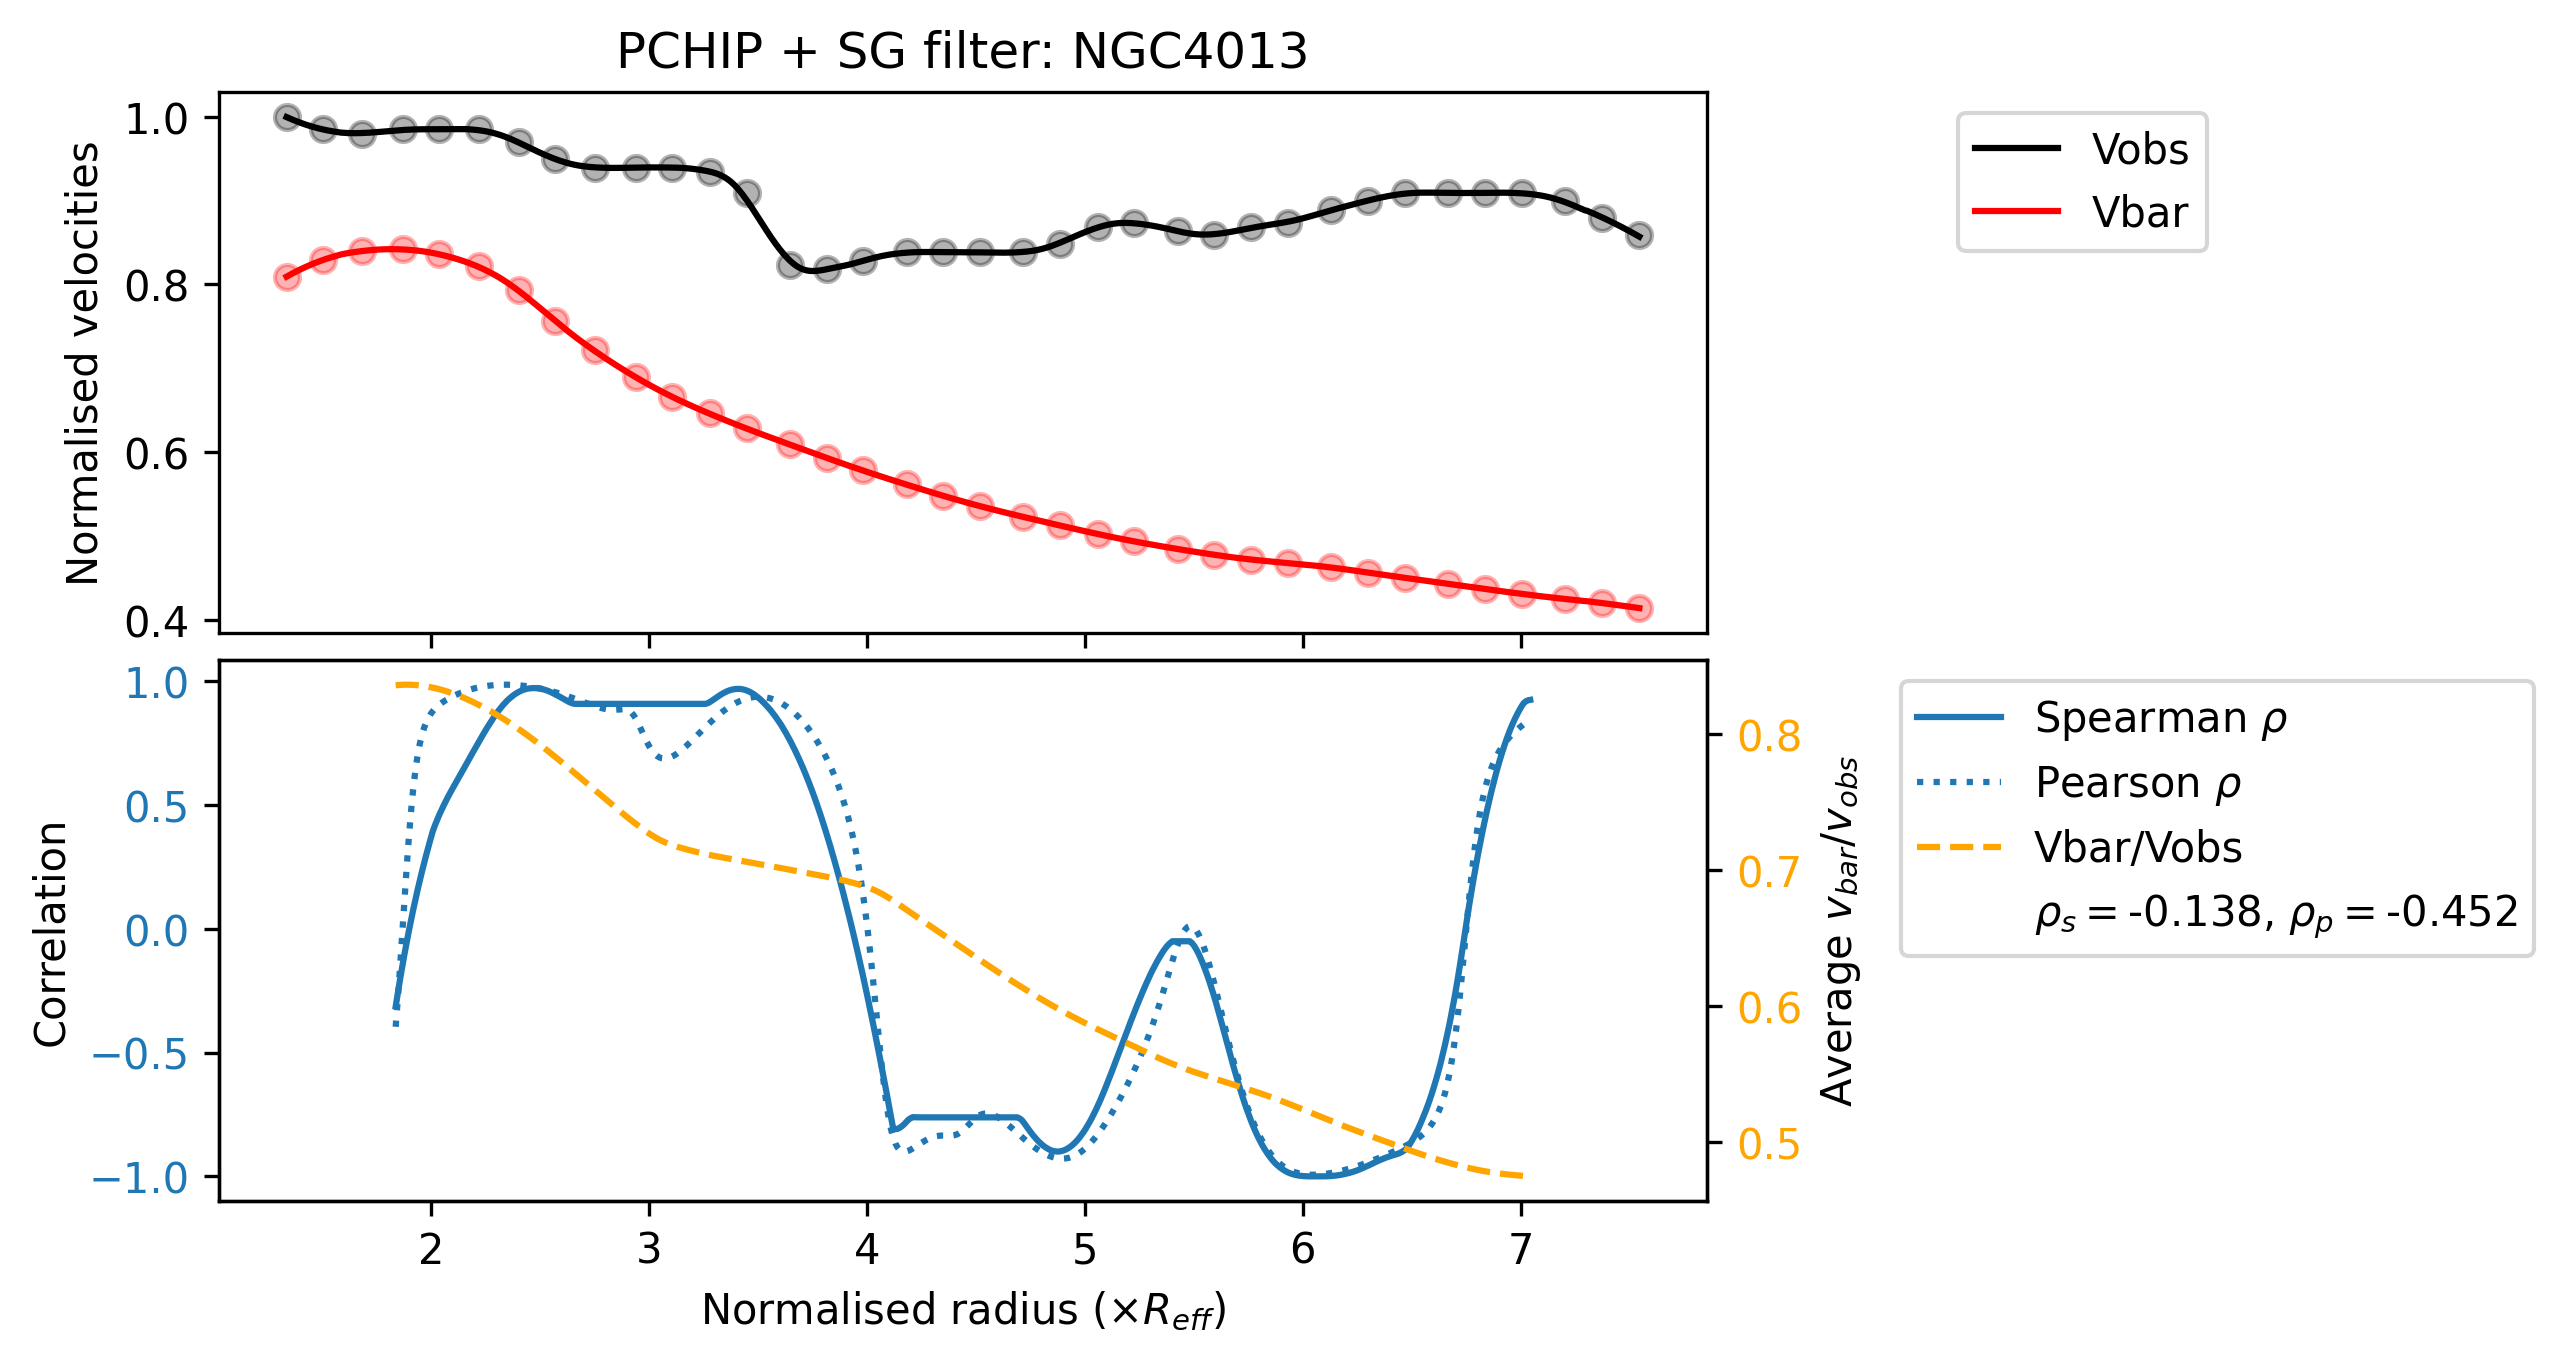 PCHIP + SG filter: NGC4013
Normalised velocities
1.0
0.8
0.6
0.4
Vobs
Vbar
Correlation
1.0
0.5
0.0
−0.5
−1.0
0.8
0.7
0.6
0.5
Average v_bar/v_obs
2 3 4 5 6 7
Normalised radius (×R_eff)
Spearman ρ
Pearson ρ
Vbar/Vobs
ρ_s = -0.138, ρ_p = -0.452